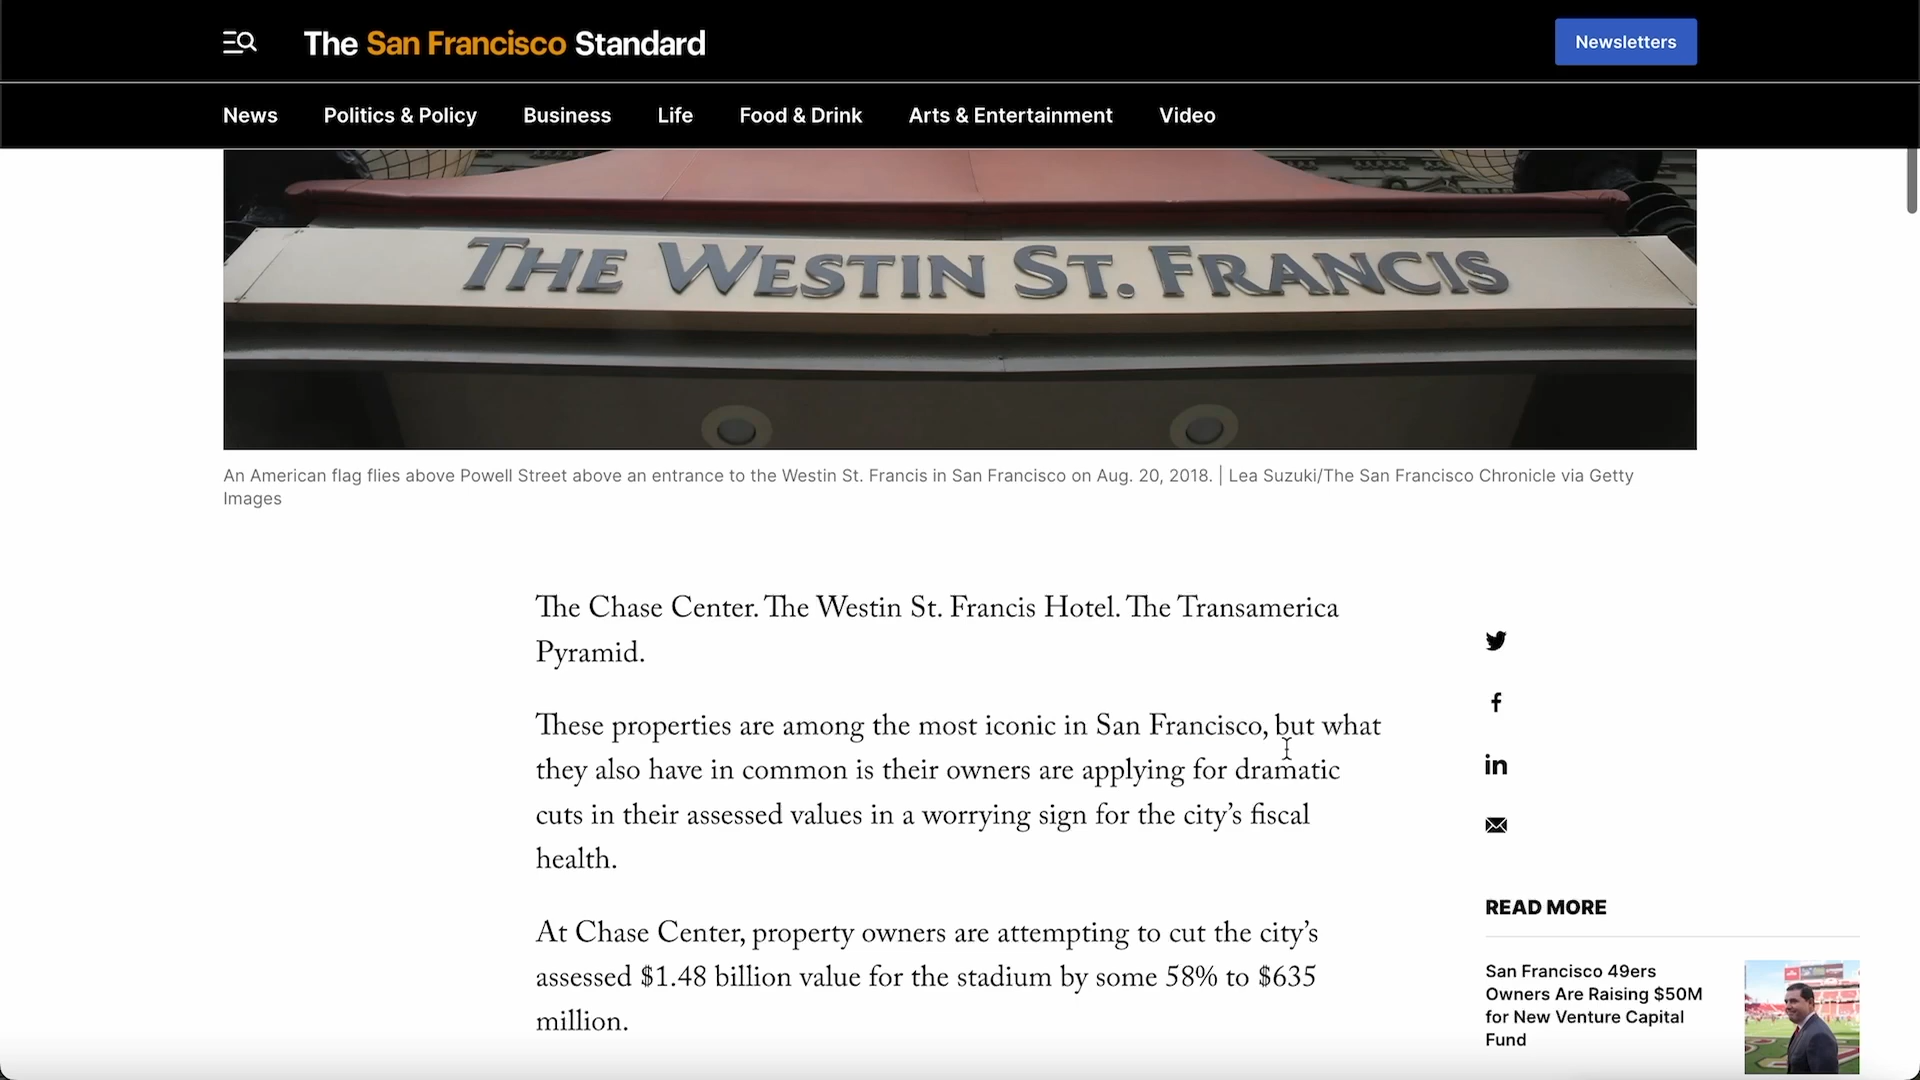 The San Francisco Standard
Newsletters
News Politics & Policy Business Life Food & Drink Arts & Entertainment Video
THE WESTIN ST. FRANCIS
An American flag flies above Powell Street above an entrance to the Westin St. Francis in San Francisco on Aug. 20, 2018. | Lea Suzuki/The San Francisco Chronicle via Getty
Images
The Chase Center. The Westin St. Francis Hotel. The Transamerica
Pyramid.
These properties are among the most iconic in San Francisco, but what
they also have in common is their owners are applying for dramatic
cuts in their assessed values in a worrying sign for the city’s fiscal
health.
At Chase Center, property owners are attempting to cut the city’s
assessed $1.48 billion value for the stadium by some 58% to $635
million.
READ MORE
San Francisco 49ers
Owners Are Raising $50M
for New Venture Capital
Fund